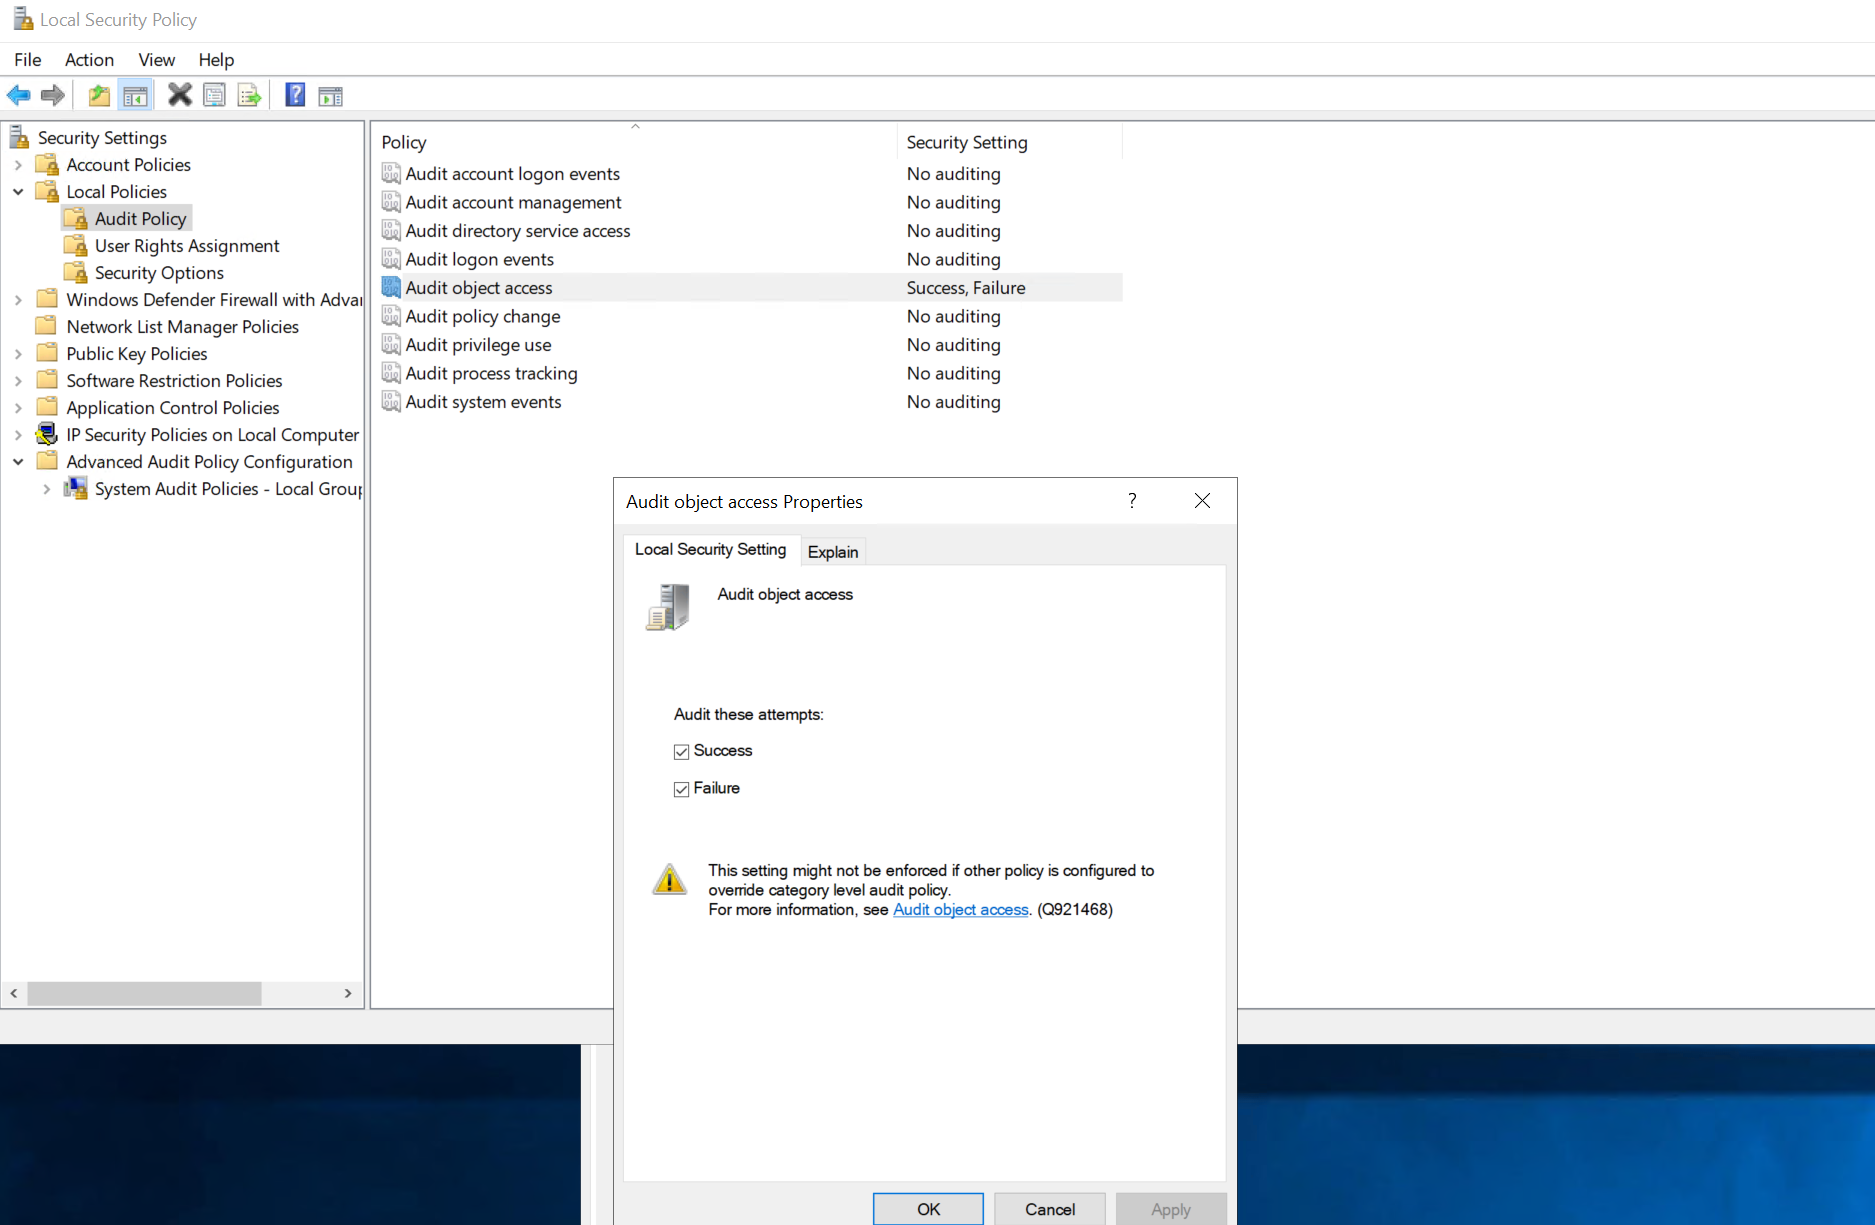 Local Security Policy
File Action View Help
Security Settings
Account Policies
Local Policies
Audit Policy
User Rights Assignment
Security Options
Windows Defender Firewall with Adva
Network List Manager Policies
Public Key Policies
Software Restriction Policies
Application Control Policies
IP Security Policies on Local Computer
Advanced Audit Policy Configuration
System Audit Policies - Local Group
Policy Security Setting
Audit account logon events No auditing
Audit account management No auditing
Audit directory service access No auditing
Audit logon events No auditing
Audit object access Success, Failure
Audit policy change No auditing
Audit privilege use No auditing
Audit process tracking No auditing
Audit system events No auditing
Audit object access Properties
Local Security Setting Explain
Audit object access
Audit these attempts:
Success
Failure
This setting might not be enforced if other policy is configured to
override category level audit policy.
For more information, see Audit object access. (Q921468)
OK Cancel Apply